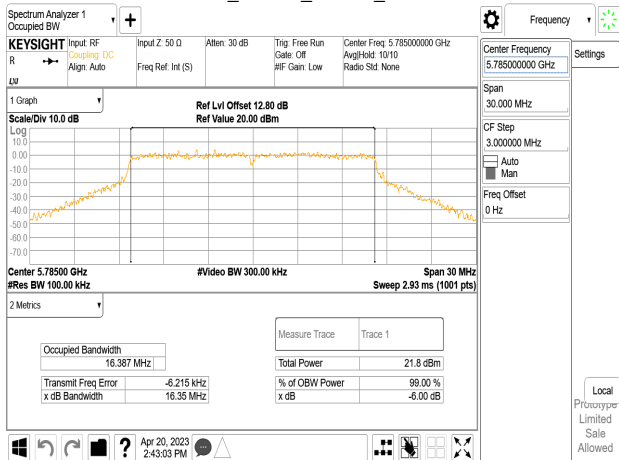 Spectrum Analyzer 1
Occupied BW
Frequency
KEYSIGHT
R
LXI
Input: RF
Coupling: DC
Align: Auto
Input Z: 50 Ω
Freq Ref: Int (S)
Atten: 30 dB
Trig: Free Run
Gate: Off
#IF Gain: Low
Center Freq: 5.785000000 GHz
Avg|Hold: 10/10
Radio Std: None
Center Frequency
5.785000000 GHz
Settings
Span
30.000 MHz
CF Step
3.000000 MHz
Auto
Man
Freq Offset
0 Hz
1 Graph
Scale/Div 10.0 dB
Ref Lvl Offset 12.80 dB
Ref Value 20.00 dBm
Log
10.0
0.00
-10.0
-20.0
-30.0
-40.0
-50.0
-60.0
-70.0
Center 5.78500 GHz
#Video BW 300.00 kHz
Span 30 MHz
#Res BW 100.00 kHz
Sweep 2.93 ms (1001 pts)
2 Metrics
Measure Trace
Trace 1
Occupied Bandwidth
16.387 MHz
Total Power
21.8 dBm
Transmit Freq Error
-6.215 kHz
% of OBW Power
99.00 %
x dB Bandwidth
16.35 MHz
x dB
-6.00 dB
Local
Prototype
Limited
Sale
Allowed
?
Apr 20, 2023
2:43:03 PM